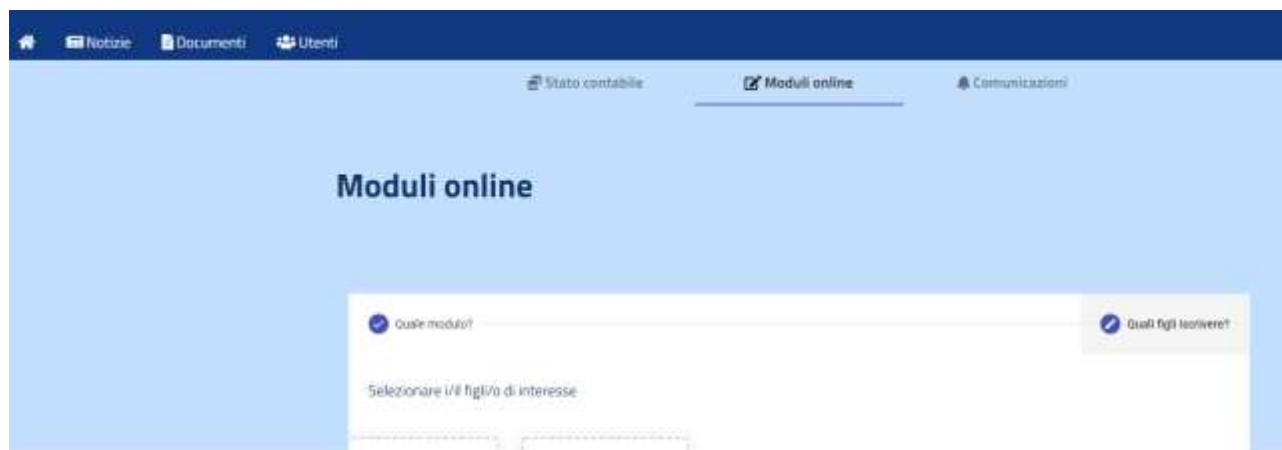 Notizie Documenti Utenti
Stato contabile Moduli online Comunicazioni
Moduli online
Quale modulo? Quali figli iscrivere?
Selezionare i/il figli/o di interesse